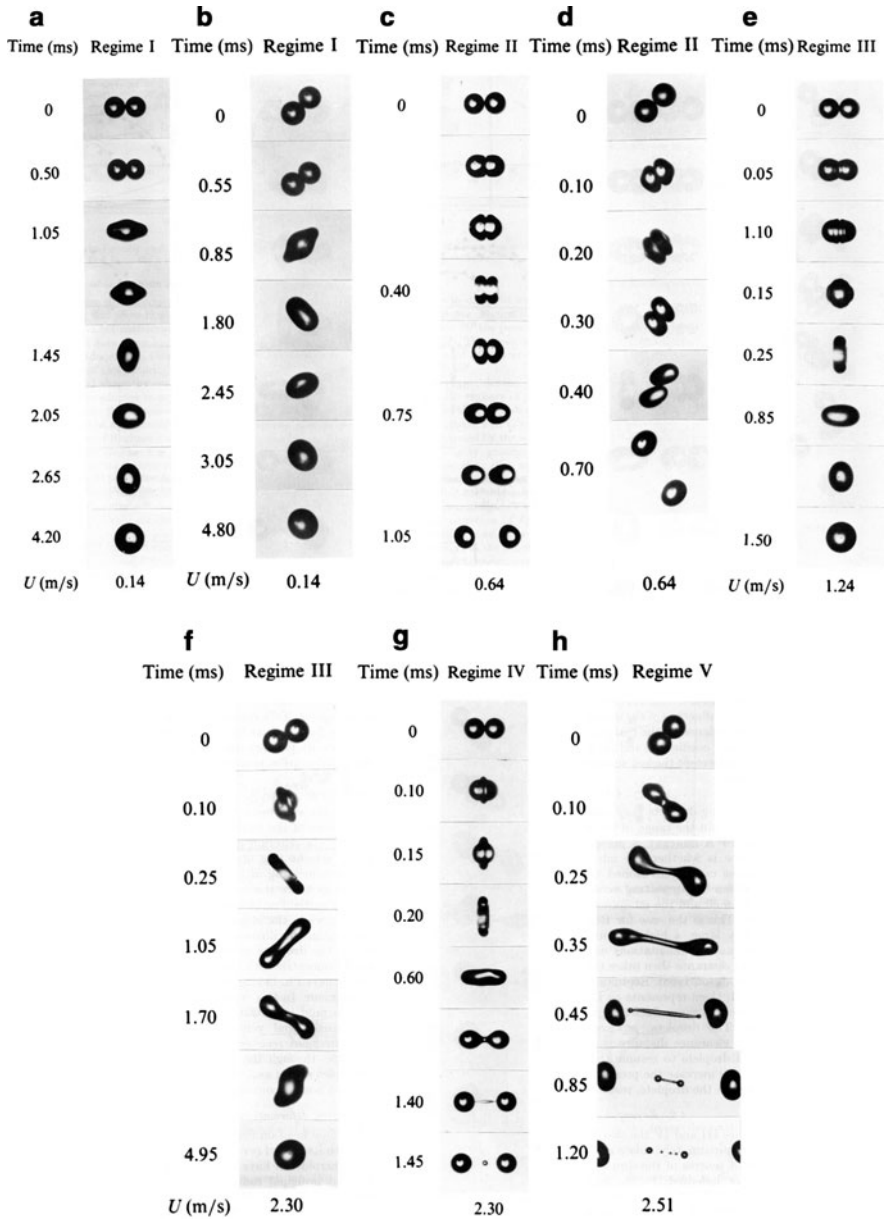 a
Time (ms) Regime I
0
0.50
1.05
1.45
2.05
2.65
4.20
U (m/s) 0.14
b
Time (ms) Regime I
0
0.55
0.85
1.80
2.45
3.05
4.80
U (m/s) 0.14
c
Time (ms) Regime II
0
0.40
0.75
1.05
0.64
d
Time (ms) Regime II
0
0.10
0.20
0.30
0.40
0.70
0.64
e
Time (ms) Regime III
0
0.05
1.10
0.15
0.25
0.85
1.50
U (m/s) 1.24
f
Time (ms) Regime III
0
0.10
0.25
1.05
1.70
4.95
U (m/s) 2.30
g
Time (ms) Regime IV
0
0.10
0.15
0.20
0.60
1.40
1.45
2.30
h
Time (ms) Regime V
0
0.10
0.25
0.35
0.45
0.85
1.20
2.51